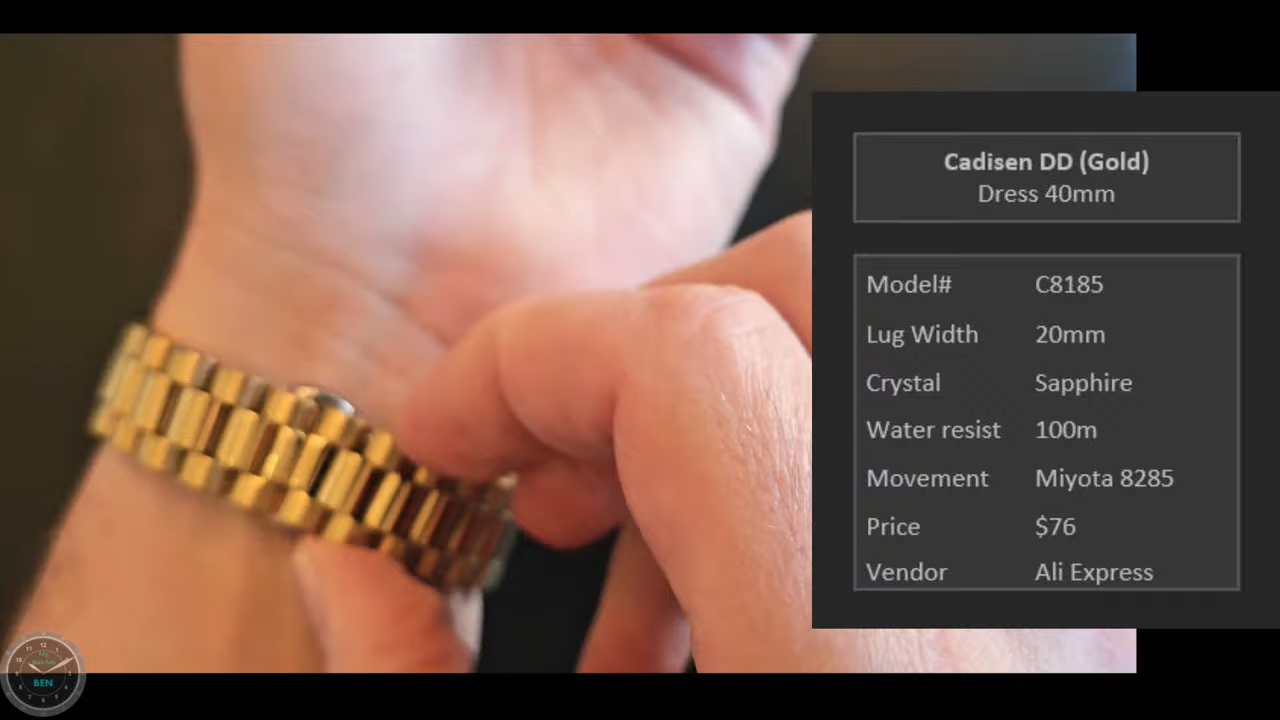 Cadisen DD (Gold)
Dress 40mm
Model# C8185
Lug Width 20mm
Crystal Sapphire
Water resist 100m
Movement Miyota 8285
Price $76
Vendor Ali Express
BEN